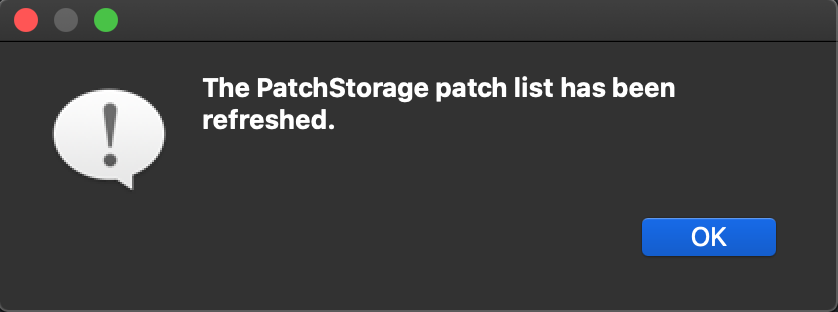 The PatchStorage patch list has been
refreshed.
OK